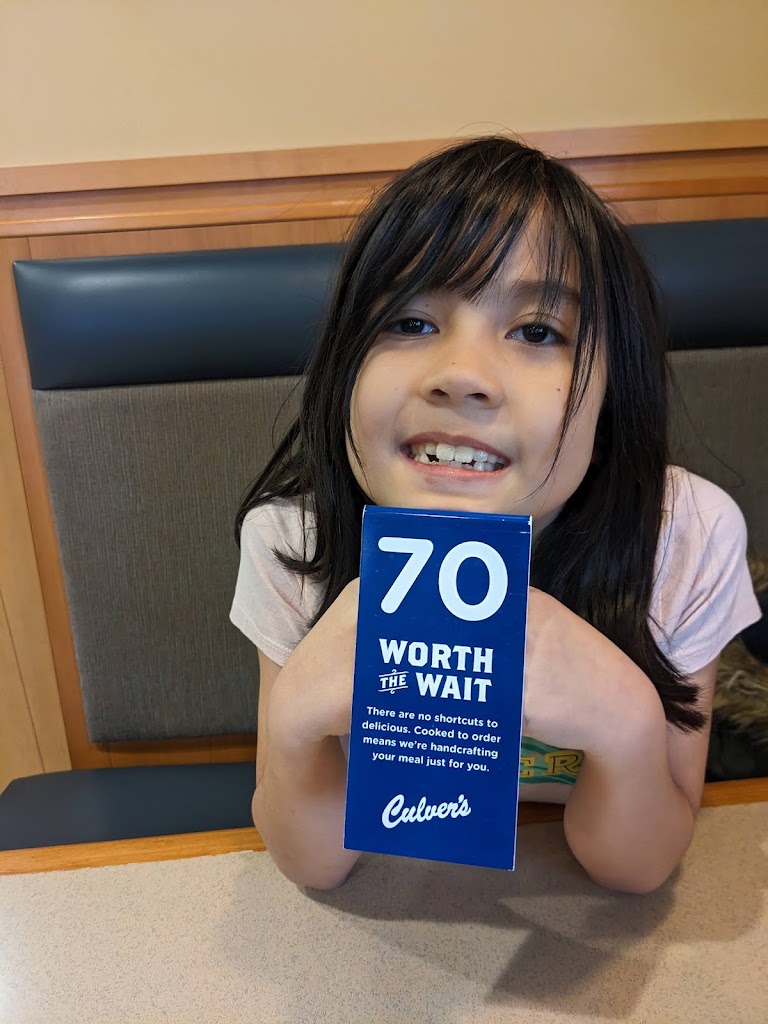 70
WORTH
THE WAIT
There are no shortcuts to
delicious. Cooked to order
means we're handcrafting
your meal just for you.
Culver's